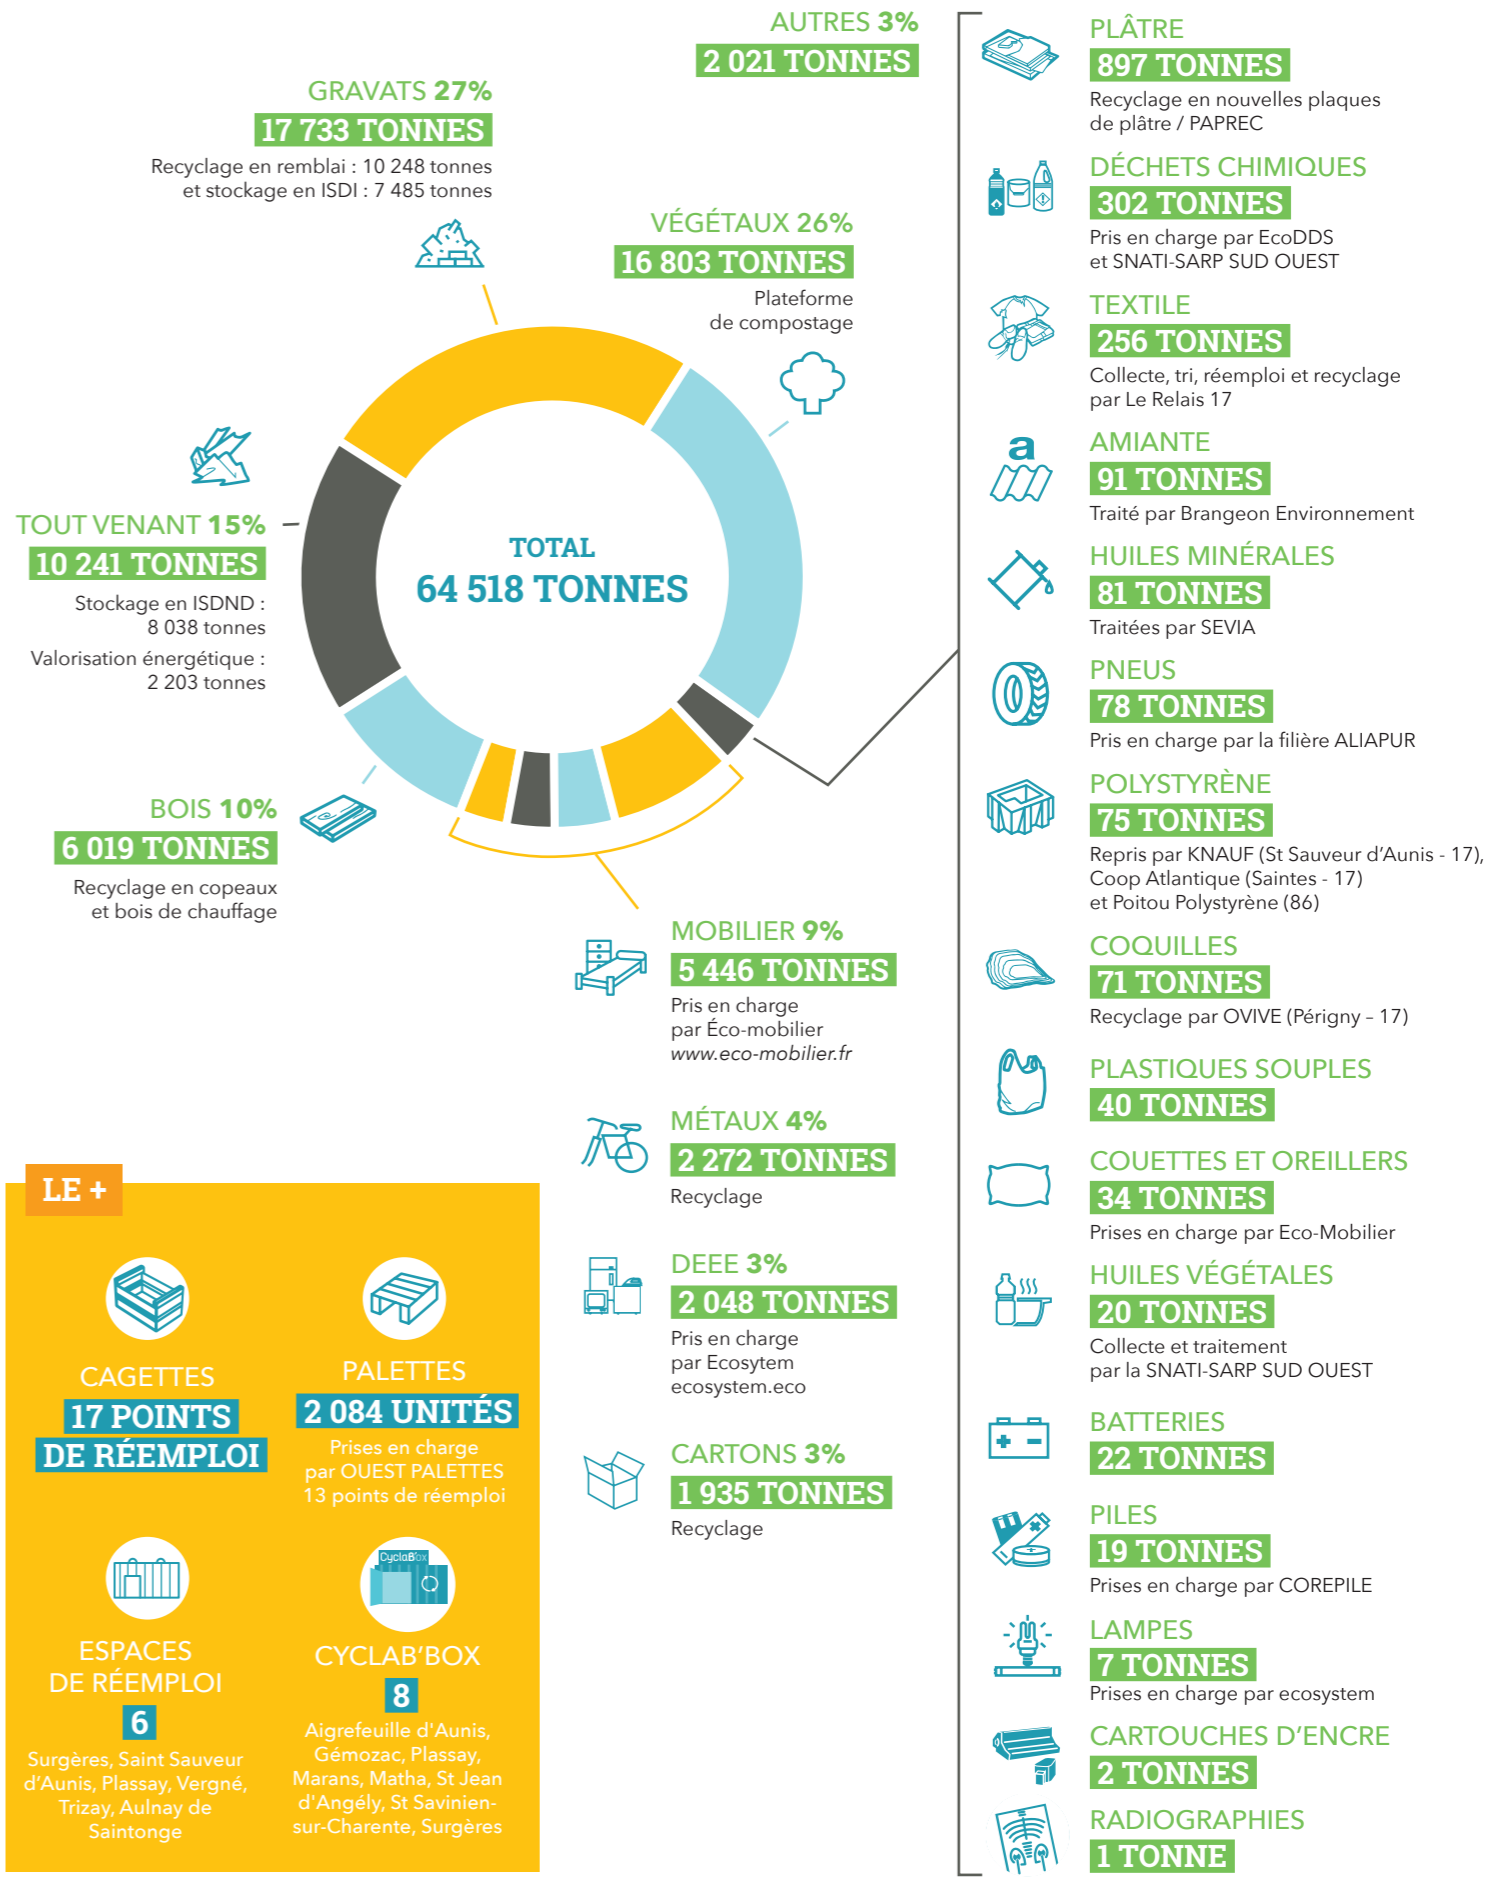 AUTRES 3%
2 021 TONNES
GRAVATS 27%
17 733 TONNES
Recyclage en remblai : 10 248 tonnes
et stockage en ISDI : 7 485 tonnes
VÉGÉTAUX 26%
16 803 TONNES
Plateforme
de compostage
TOUT VENANT 15%
10 241 TONNES
Stockage en ISDND :
8 038 tonnes
Valorisation énergétique :
2 203 tonnes
TOTAL
64 518 TONNES
BOIS 10%
6 019 TONNES
Recyclage en copeaux
et bois de chauffage
MOBILIER 9%
5 446 TONNES
Pris en charge
par Éco-mobilier
www.eco-mobilier.fr
MÉTAUX 4%
2 272 TONNES
Recyclage
DEEE 3%
2 048 TONNES
Pris en charge
par Ecosytem
ecosystem.eco
CARTONS 3%
1 935 TONNES
Recyclage
LE +
CAGETTES
17 POINTS
DE RÉEMPLOI
PALETTES
2 084 UNITÉS
Prises en charge
par OUEST PALETTES
13 points de réemploi
ESPACES
DE RÉEMPLOI
6
Surgères, Saint Sauveur
d'Aunis, Plassay, Vergné,
Trizay, Aulnay de
Saintonge
CyclaB'ox
CYCLAB'BOX
8
Aigrefeuille d'Aunis,
Gémozac, Plassay,
Marans, Matha, St Jean
d'Angély, St Savinien-
sur-Charente, Surgères
PLÂTRE
897 TONNES
Recyclage en nouvelles plaques
de plâtre / PAPREC
DÉCHETS CHIMIQUES
302 TONNES
Pris en charge par EcoDDS
et SNATI-SARP SUD OUEST
TEXTILE
256 TONNES
Collecte, tri, réemploi et recyclage
par Le Relais 17
a
AMIANTE
91 TONNES
Traité par Brangeon Environnement
HUILES MINÉRALES
81 TONNES
Traitées par SEVIA
PNEUS
78 TONNES
Pris en charge par la filière ALIAPUR
POLYSTYRÈNE
75 TONNES
Repris par KNAUF (St Sauveur d'Aunis - 17),
Coop Atlantique (Saintes - 17)
et Poitou Polystyrène (86)
COQUILLES
71 TONNES
Recyclage par OVIVE (Périgny – 17)
PLASTIQUES SOUPLES
40 TONNES
COUETTES ET OREILLERS
34 TONNES
Prises en charge par Eco-Mobilier
HUILES VÉGÉTALES
20 TONNES
Collecte et traitement
par la SNATI-SARP SUD OUEST
BATTERIES
22 TONNES
PILES
19 TONNES
Prises en charge par COREPILE
LAMPES
7 TONNES
Prises en charge par ecosystem
CARTOUCHES D'ENCRE
2 TONNES
RADIOGRAPHIES
1 TONNE